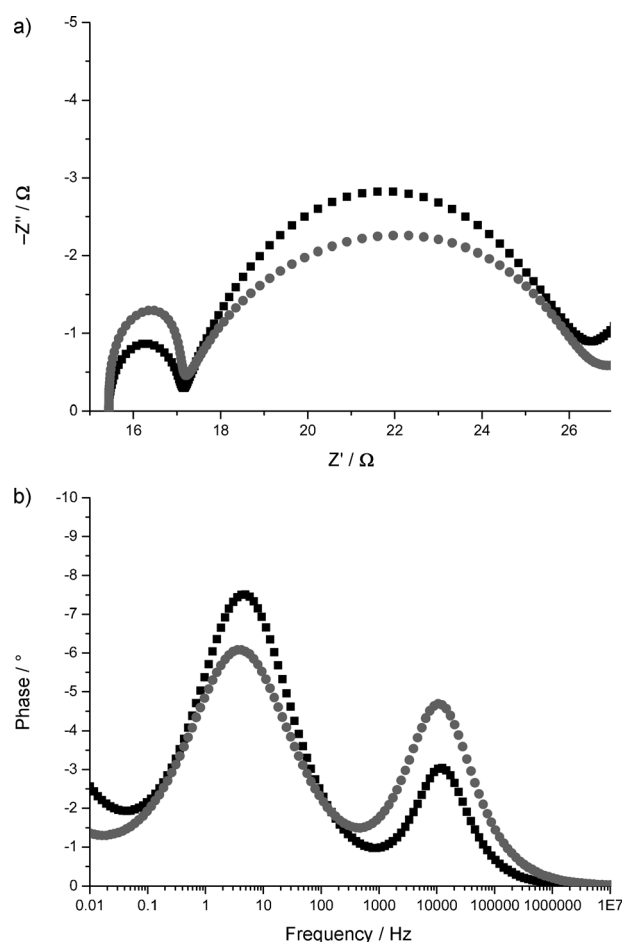 a)
-5
-4
-3
-2
-1
0
–Z″ / Ω
16 18 20 22 24 26
Z' / Ω
b)
-10
-9
-8
-7
-6
-5
-4
-3
-2
-1
0
Phase / °
0.01 0.1 1 10 100 1000 10000 100000 1000000 1E7
Frequency / Hz